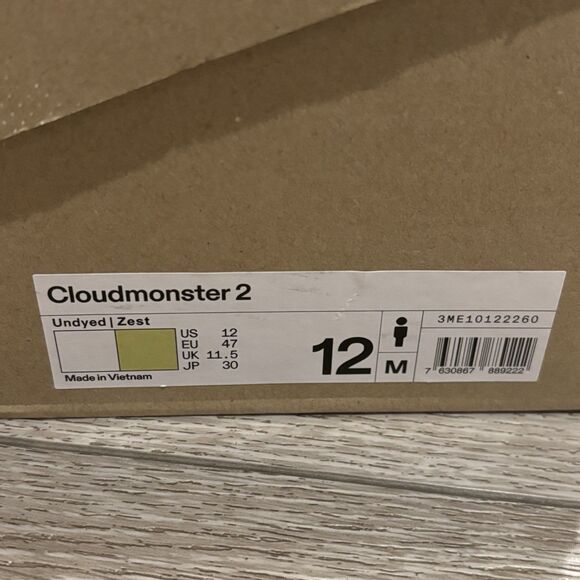 Cloudmonster 2
Undyed | Zest
US 12
EU 47
UK 11.5
JP 30
Made in Vietnam
12
M
3ME10122260
7 630867 889222